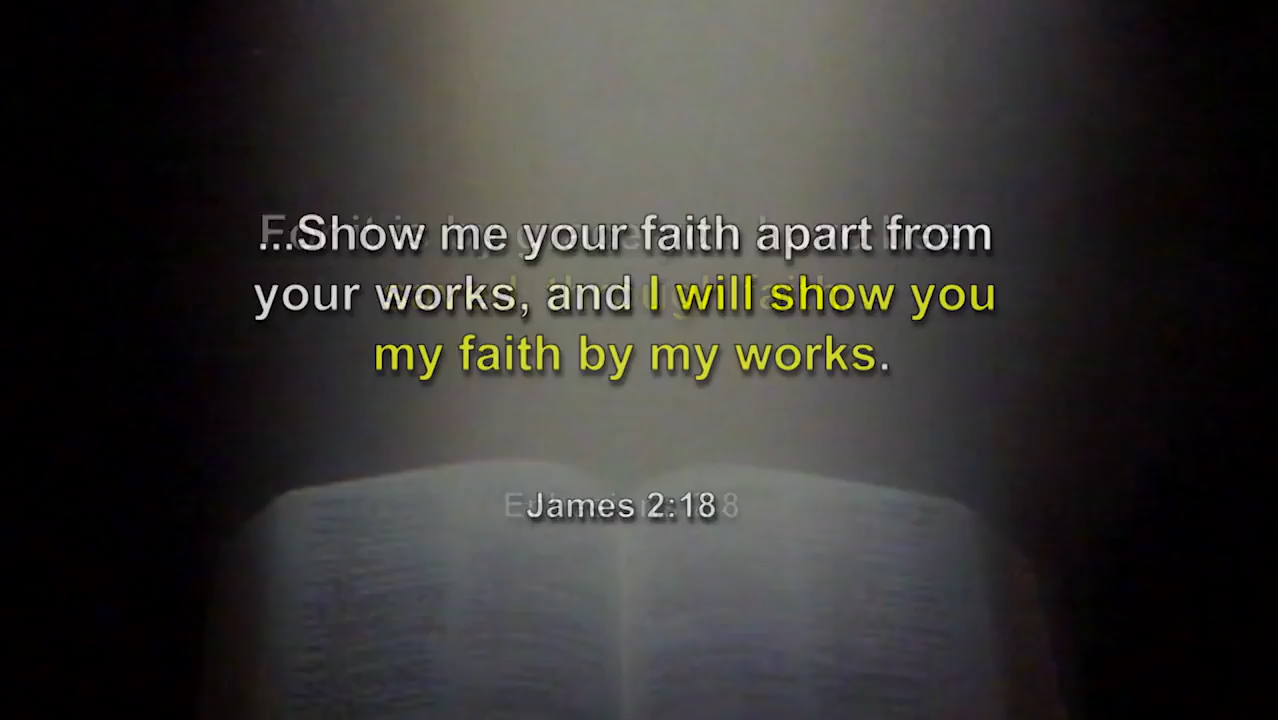 ...Show me your faith apart from
your works, and I will show you
my faith by my works.
James 2:18